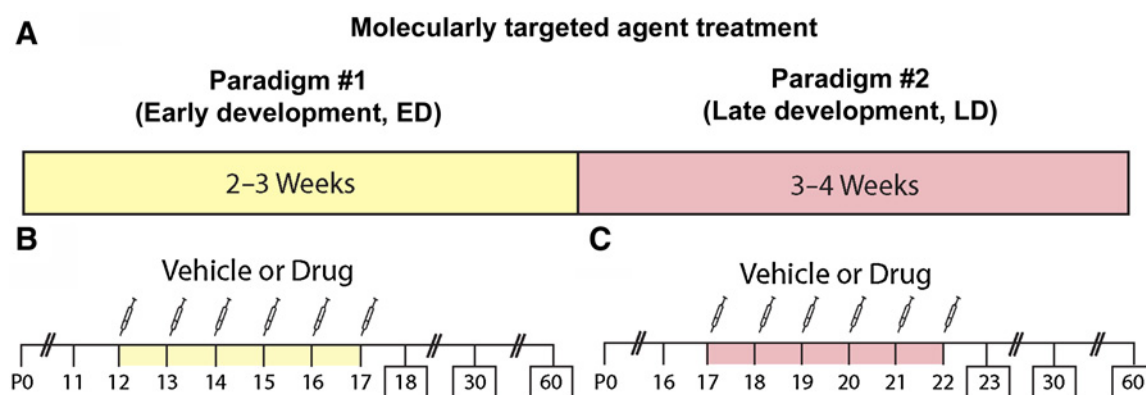 A
Molecularly targeted agent treatment
Paradigm #1
(Early development, ED)
Paradigm #2
(Late development, LD)
2–3 Weeks
3–4 Weeks
B
Vehicle or Drug
P0 11 12 13 14 15 16 17 18 30 60
C
Vehicle or Drug
P0 16 17 18 19 20 21 22 23 30 60